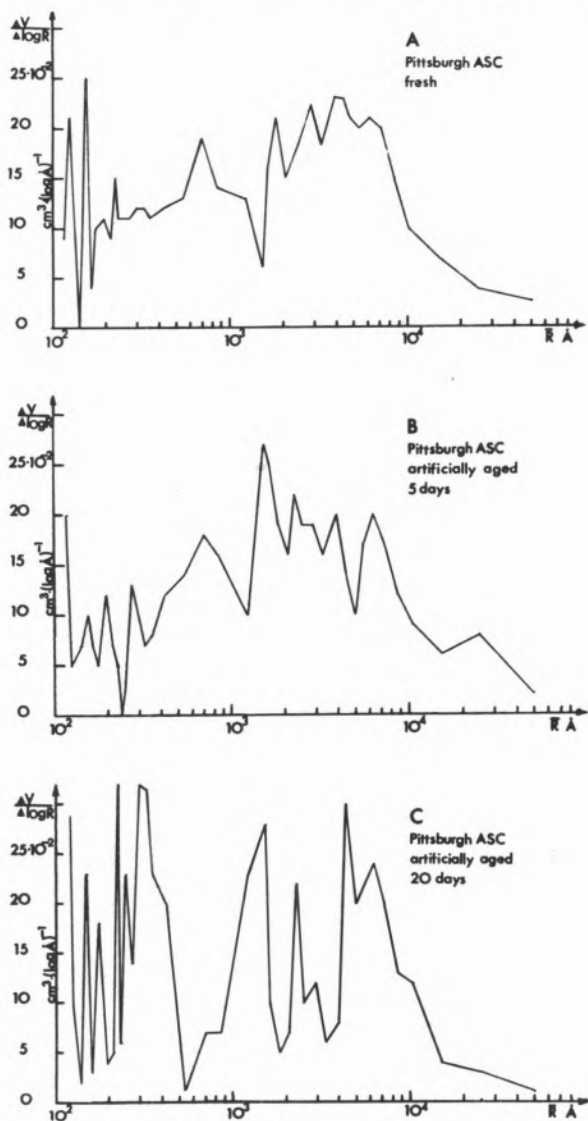 ΔV
ΔlogR̄
A
Pittsburgh ASC
fresh
25·10⁻²
20
15
cm³·(logÅ)⁻¹
10
5
0
10²
10³
10⁴
R̄ Å
ΔV
ΔlogR̄
B
Pittsburgh ASC
artificially aged
5 days
25·10⁻²
20
15
cm³·(logÅ)⁻¹
10
5
0
10²
10³
10⁴
R̄ Å
ΔV
ΔlogR̄
C
Pittsburgh ASC
artificially aged
20 days
25·10⁻²
20
15
cm³·(logÅ)⁻¹
10
5
0
10²
10³
10⁴
R̄ Å